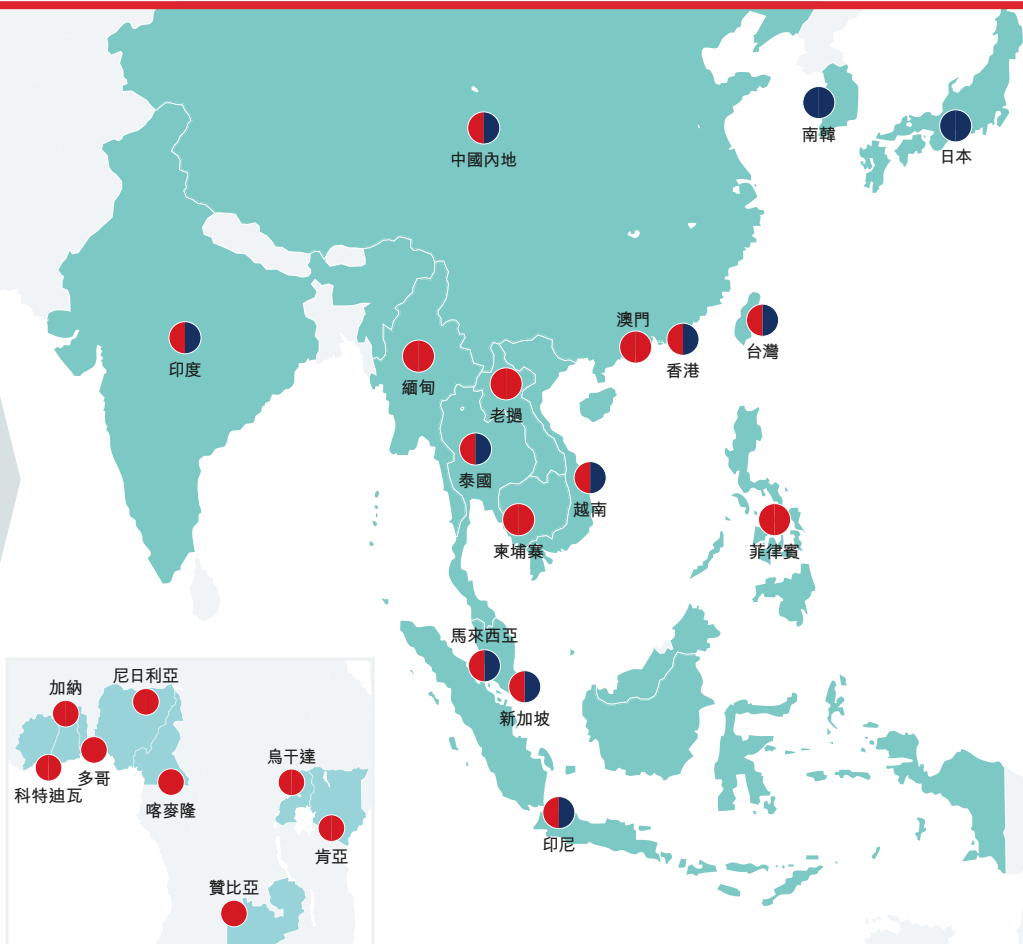 南韓
日本
中國內地
澳門
台灣
印度
香港
緬甸
老撾
泰國
越南
柬埔寨
菲律賓
馬來西亞
新加坡
印尼
尼日利亞
加納
多哥
科特迪瓦
喀麥隆
烏干達
肯亞
贊比亞